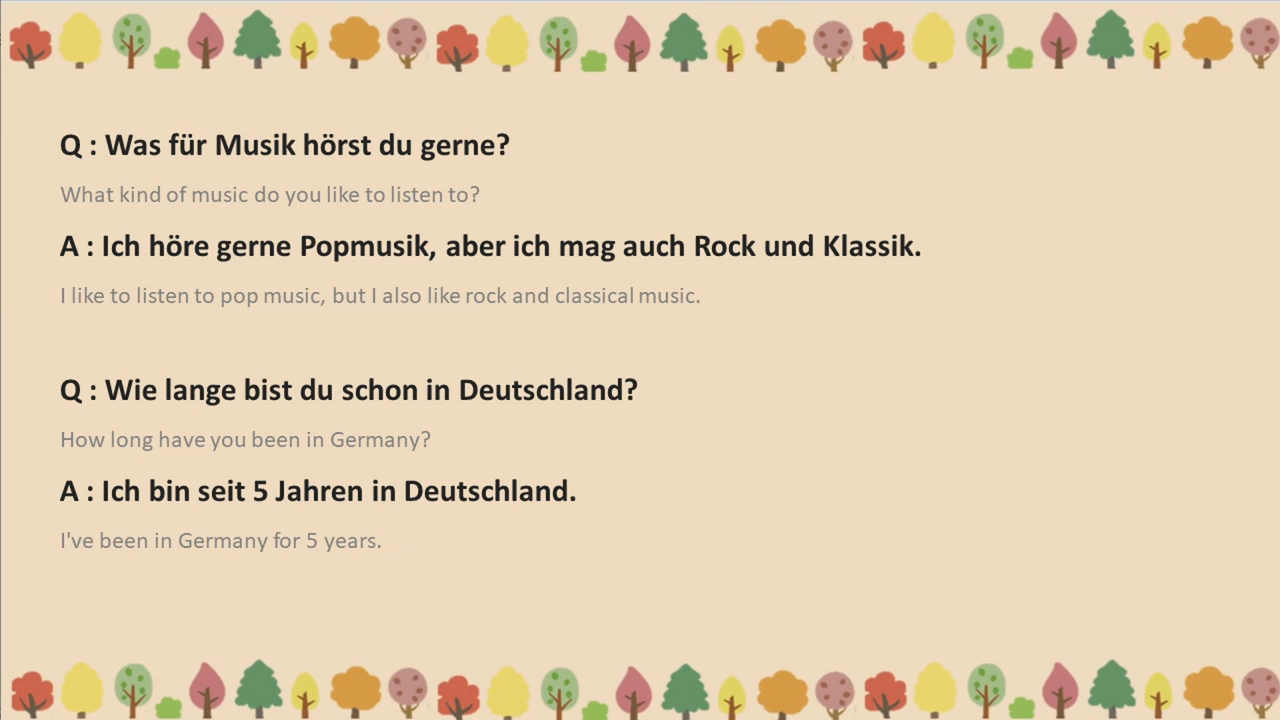 Q : Was für Musik hörst du gerne?
What kind of music do you like to listen to?
A : Ich höre gerne Popmusik, aber ich mag auch Rock und Klassik.
I like to listen to pop music, but I also like rock and classical music.
Q : Wie lange bist du schon in Deutschland?
How long have you been in Germany?
A : Ich bin seit 5 Jahren in Deutschland.
I've been in Germany for 5 years.